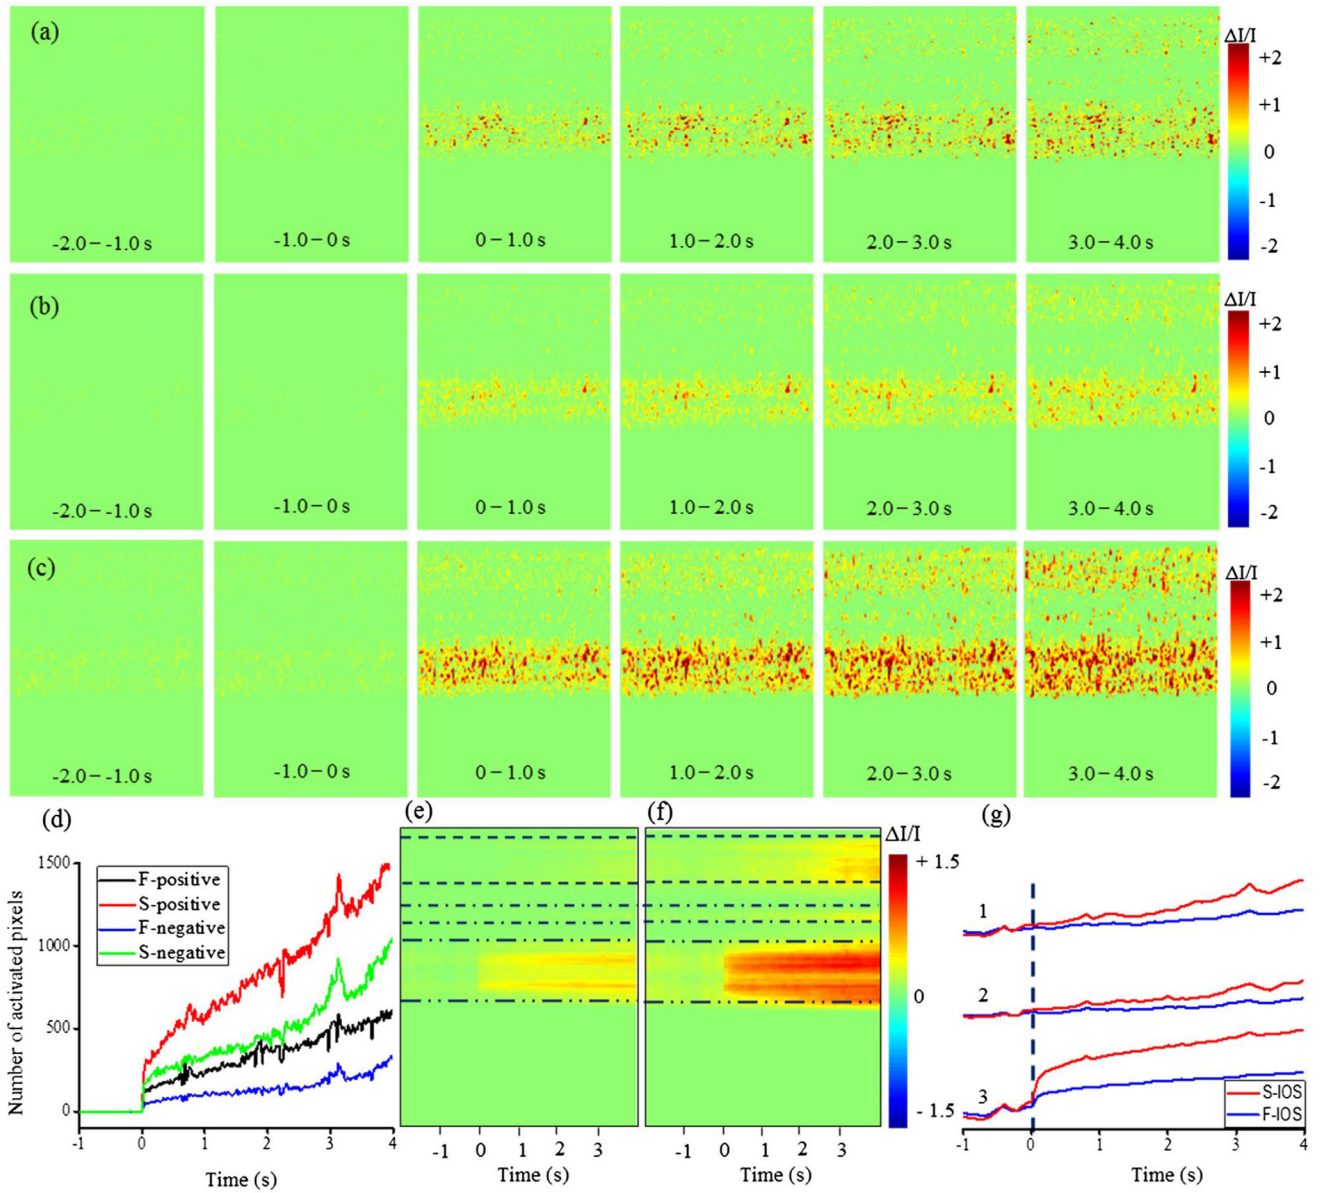 (a)
-2.0 – -1.0 s
-1.0 – 0 s
0 – 1.0 s
1.0 – 2.0 s
2.0 – 3.0 s
3.0 – 4.0 s
ΔI/I
+2
+1
0
-1
-2
(b)
-2.0 – -1.0 s
-1.0 – 0 s
0 – 1.0 s
1.0 – 2.0 s
2.0 – 3.0 s
3.0 – 4.0 s
ΔI/I
+2
+1
0
-1
-2
(c)
-2.0 – -1.0 s
-1.0 – 0 s
0 – 1.0 s
1.0 – 2.0 s
2.0 – 3.0 s
3.0 – 4.0 s
ΔI/I
+2
+1
0
-1
-2
(d)
Number of activated pixels
1500
1000
500
0
F-positive
S-positive
F-negative
S-negative
-1 0 1 2 3 4
Time (s)
(e)
-1 0 1 2 3
Time (s)
(f)
-1 0 1 2 3
Time (s)
ΔI/I
+ 1.5
0
- 1.5
(g)
1
2
3
S-IOS
F-IOS
-1 0 1 2 3 4
Time (s)